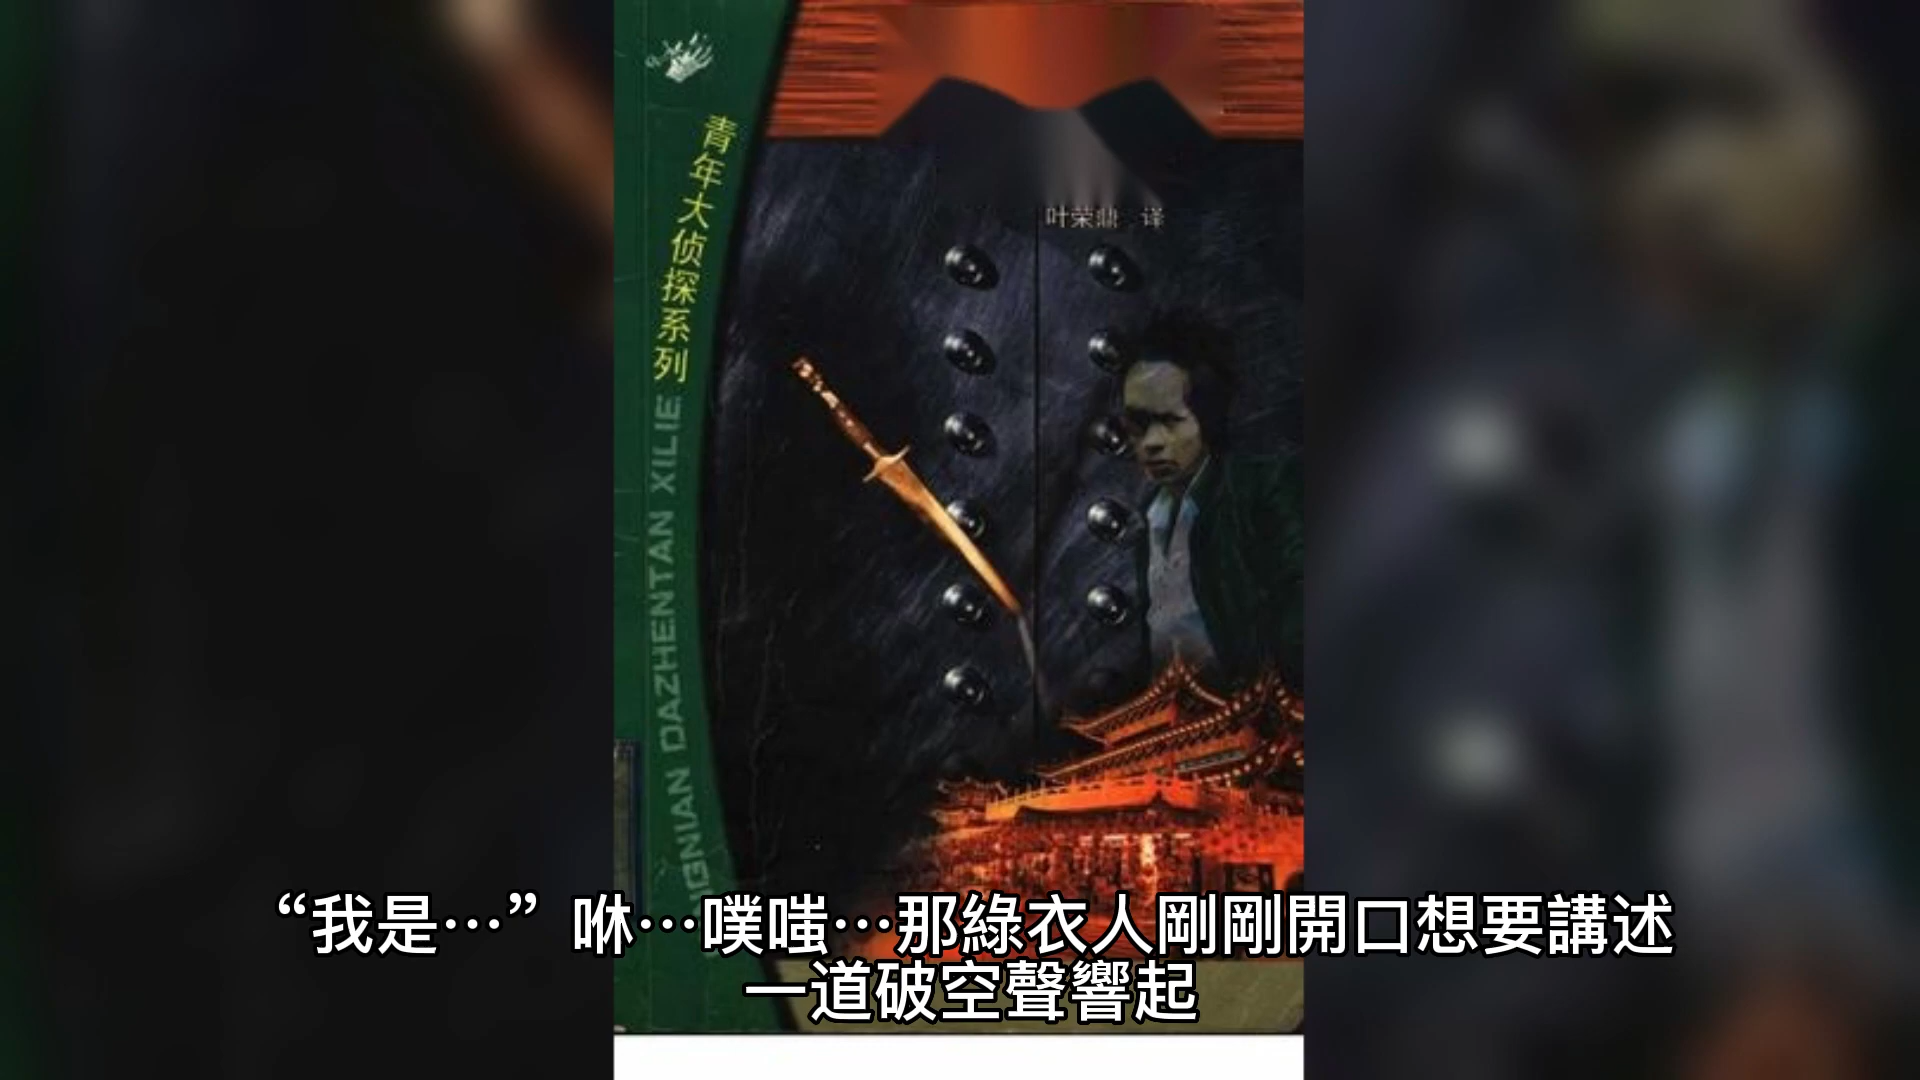 青年大侦探系列
NGNIAN DAZHENTAN XILIE
叶荣鼎 译
“我是…”咻…噗嗤…那綠衣人剛剛開口想要講述
一道破空聲響起